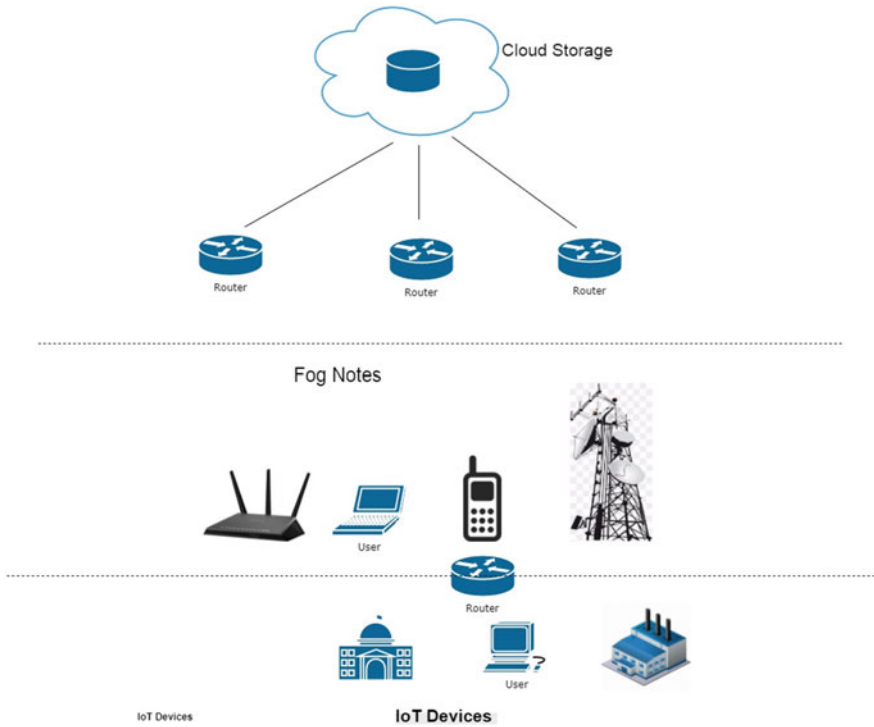 Cloud Storage
Router
Router
Router
Fog Notes
User
Router
User
IoT Devices
IoT Devices